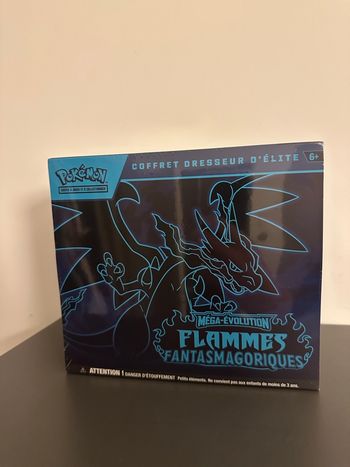 COFFRET DRESSEUR D'ÉLITE 6+
POKÉMON
MÉGA-ÉVOLUTION
FLAMMES
FANTASMAGORIQUES
ATTENTION ! DANGER D'ÉTOUFFEMENT Petits éléments. Ne convient pas aux enfants de moins de 3 ans.